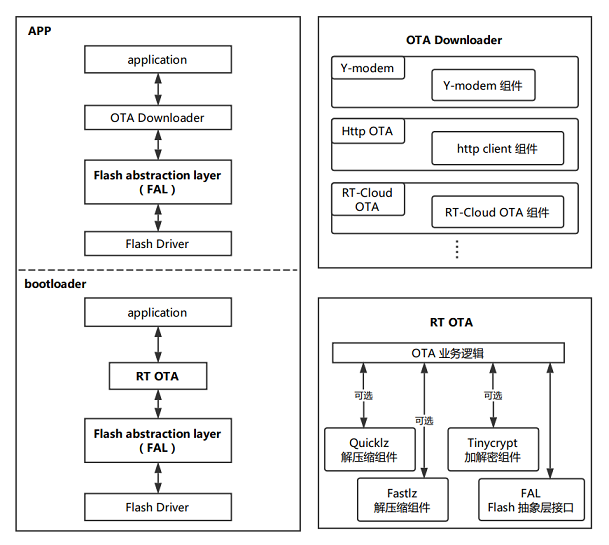 APP
application
OTA Downloader
Flash abstraction layer
（FAL）
Flash Driver
bootloader
application
RT OTA
Flash abstraction layer
（FAL）
Flash Driver
OTA Downloader
Y-modem
Y-modem 组件
Http OTA
http client 组件
RT-Cloud
OTA
RT-Cloud OTA 组件
RT OTA
OTA 业务逻辑
可选
可选
可选
Quicklz
解压缩组件
Tinycrypt
加解密组件
Fastlz
解压缩组件
FAL
Flash 抽象层接口